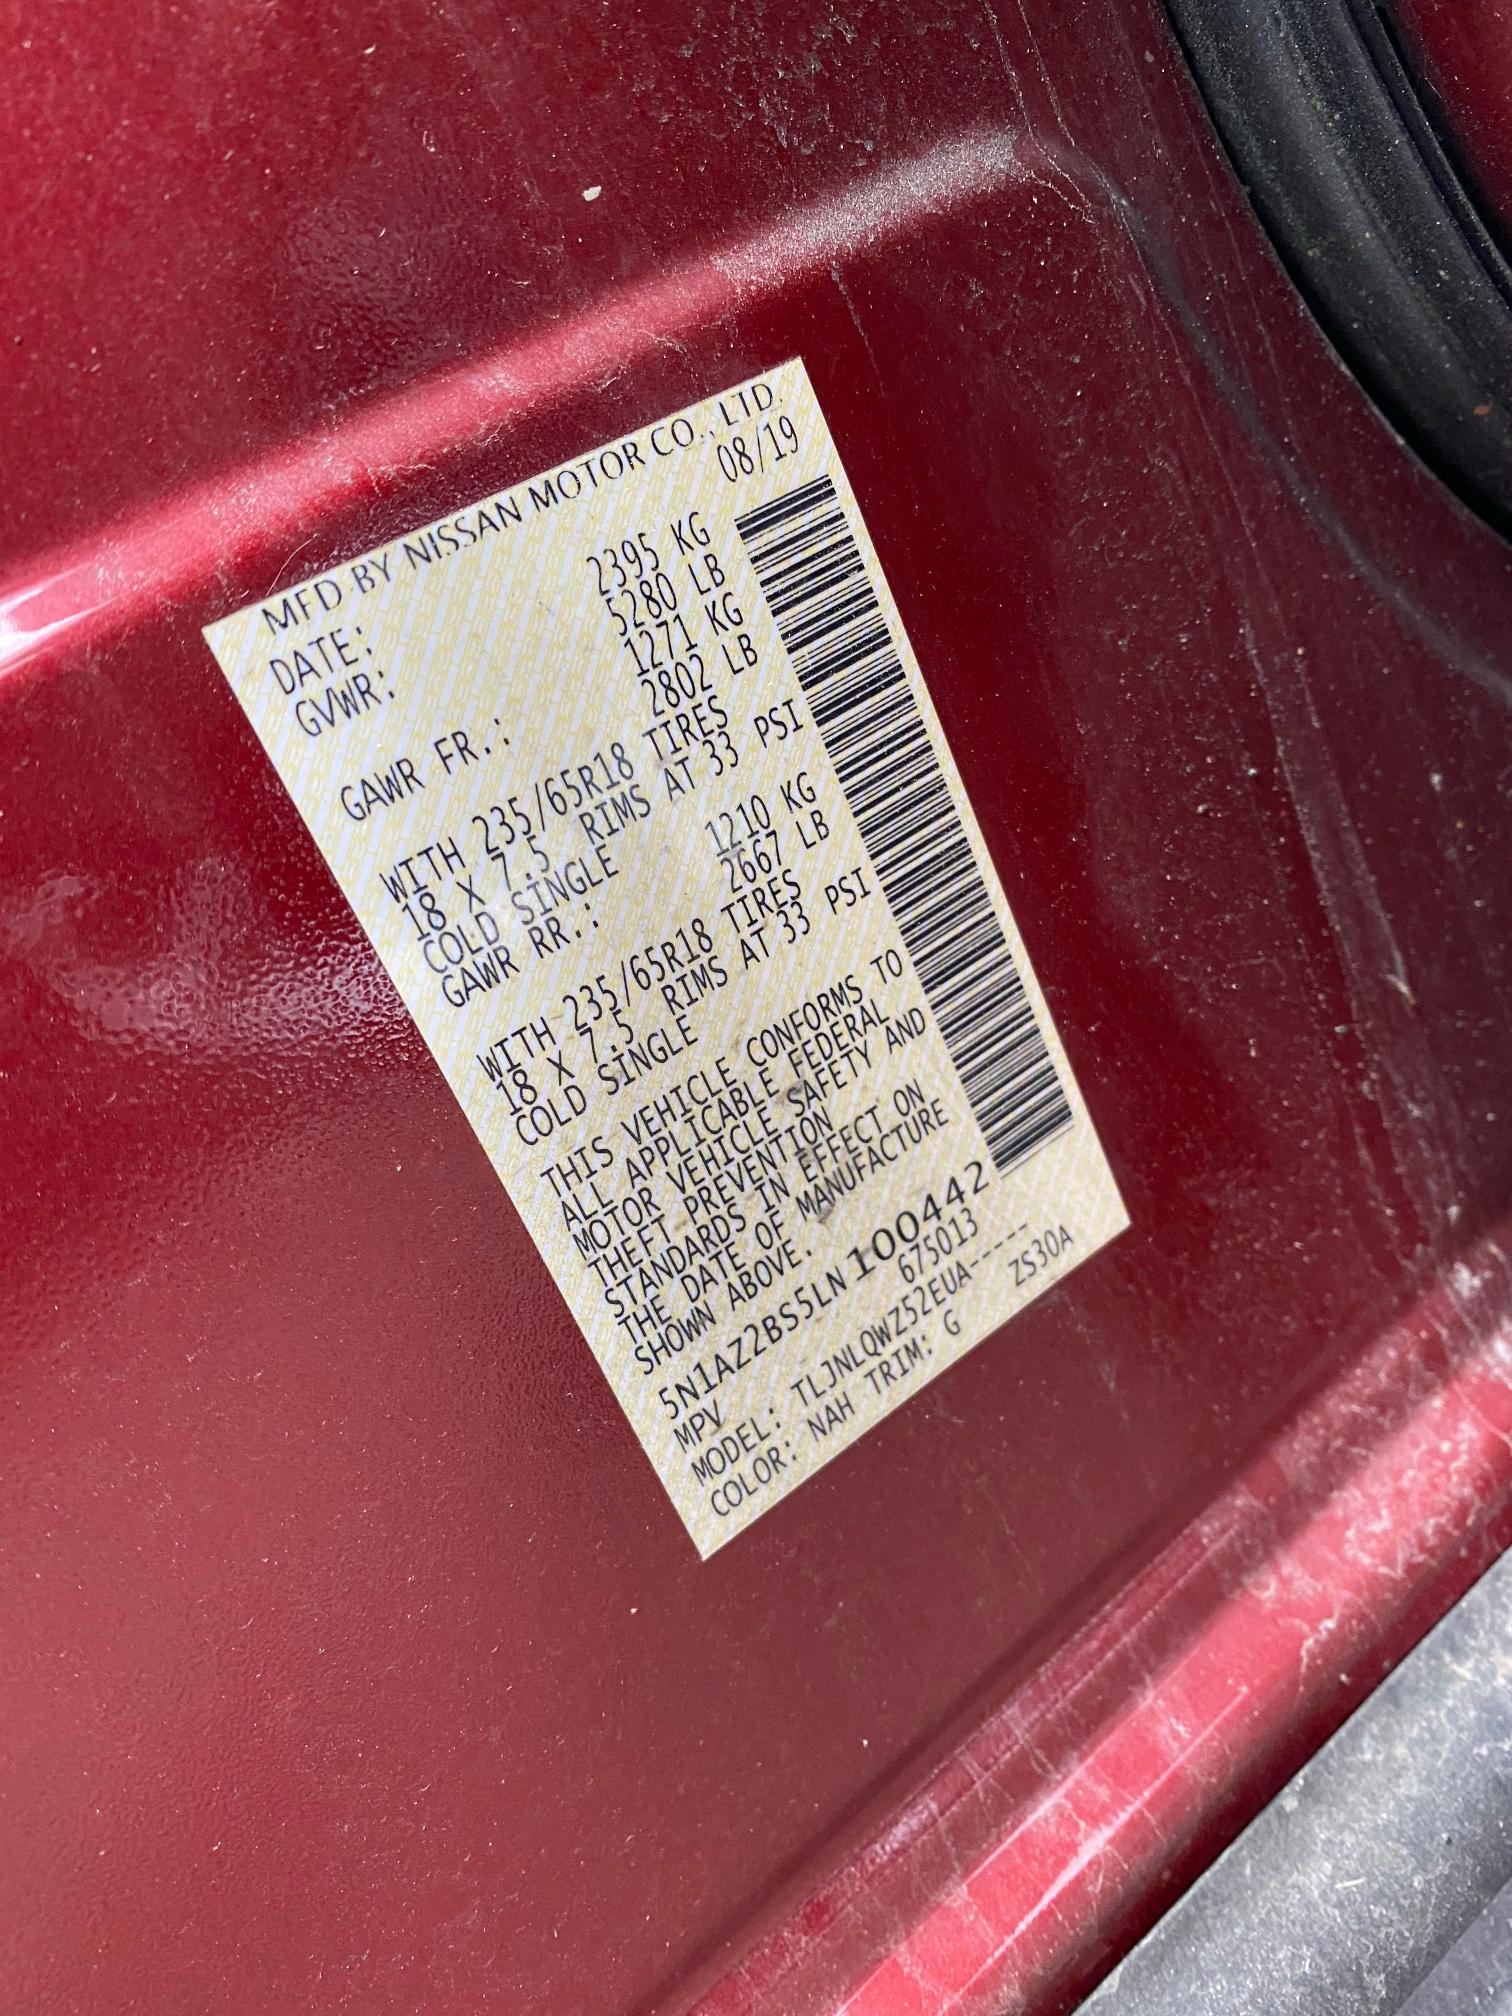 MFD BY NISSAN MOTOR CO., LTD.
DATE: 08/19
GVWR: 2395 KG
5280 LB
GAWR FR.: 1271 KG
2802 LB
WITH 235/65R18 TIRES
18 X 7.5 RIMS AT 33 PSI
COLD SINGLE
GAWR RR.: 1210 KG
2667 LB
WITH 235/65R18 TIRES
18 X 7.5 RIMS AT 33 PSI
COLD SINGLE
THIS VEHICLE CONFORMS TO
ALL APPLICABLE FEDERAL
MOTOR VEHICLE SAFETY AND
THEFT PREVENTION
STANDARDS IN EFFECT ON
THE DATE OF MANUFACTURE
SHOWN ABOVE.
5N1AZ2BS5LN100442
MPV 675013
MODEL: TLJNLQWZ52EUA-----
COLOR: NAH TRIM: G ZS30A